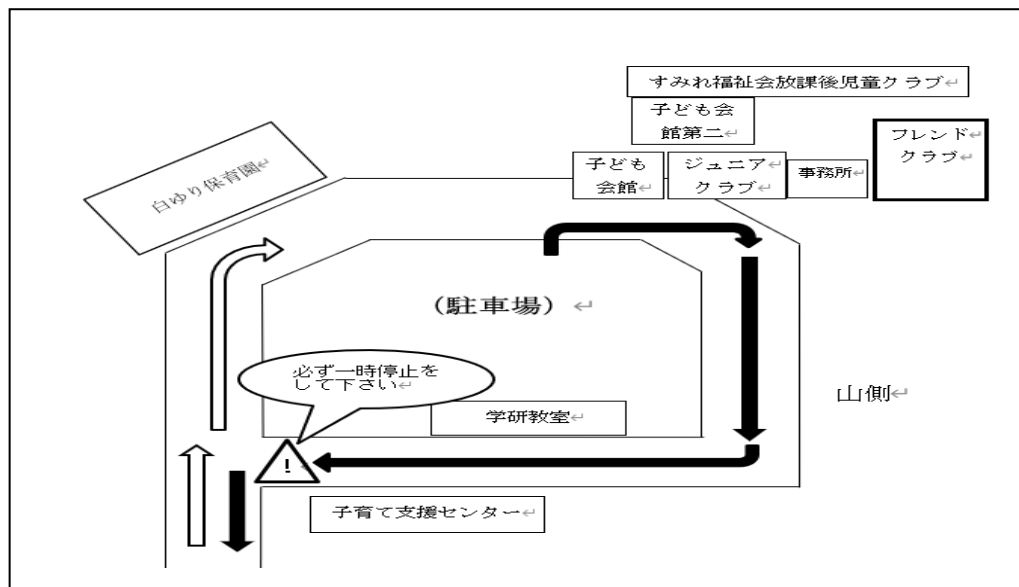 すみれ福祉会放課後児童クラブ
子ども会
館第二
フレンド
クラブ
子ども
会館
ジュニア
クラブ
事務所
白ゆり保育園
(駐車場)
必ず一時停止を
して下さい
山側
学研教室
!
子育て支援センター